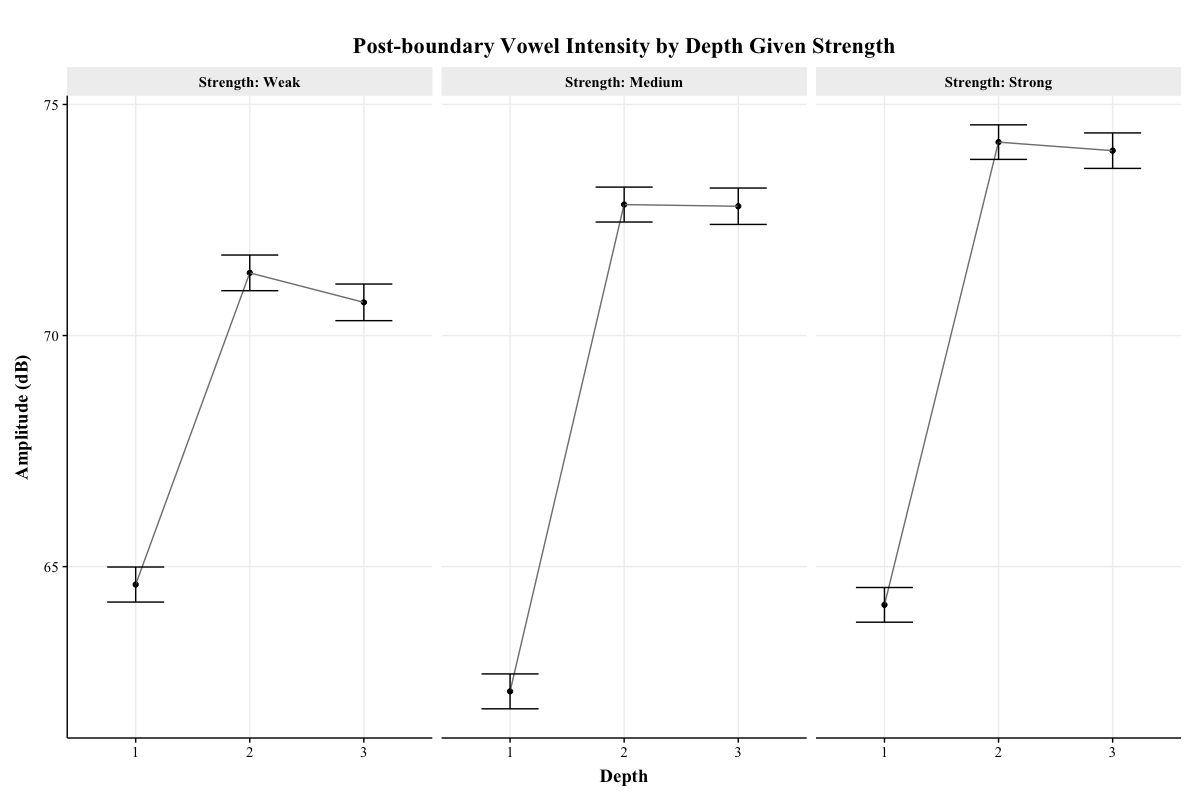 Post-boundary Vowel Intensity by Depth Given Strength
Strength: Weak
Strength: Medium
Strength: Strong
75
70
65
Amplitude (dB)
1 2 3
1 2 3
1 2 3
Depth